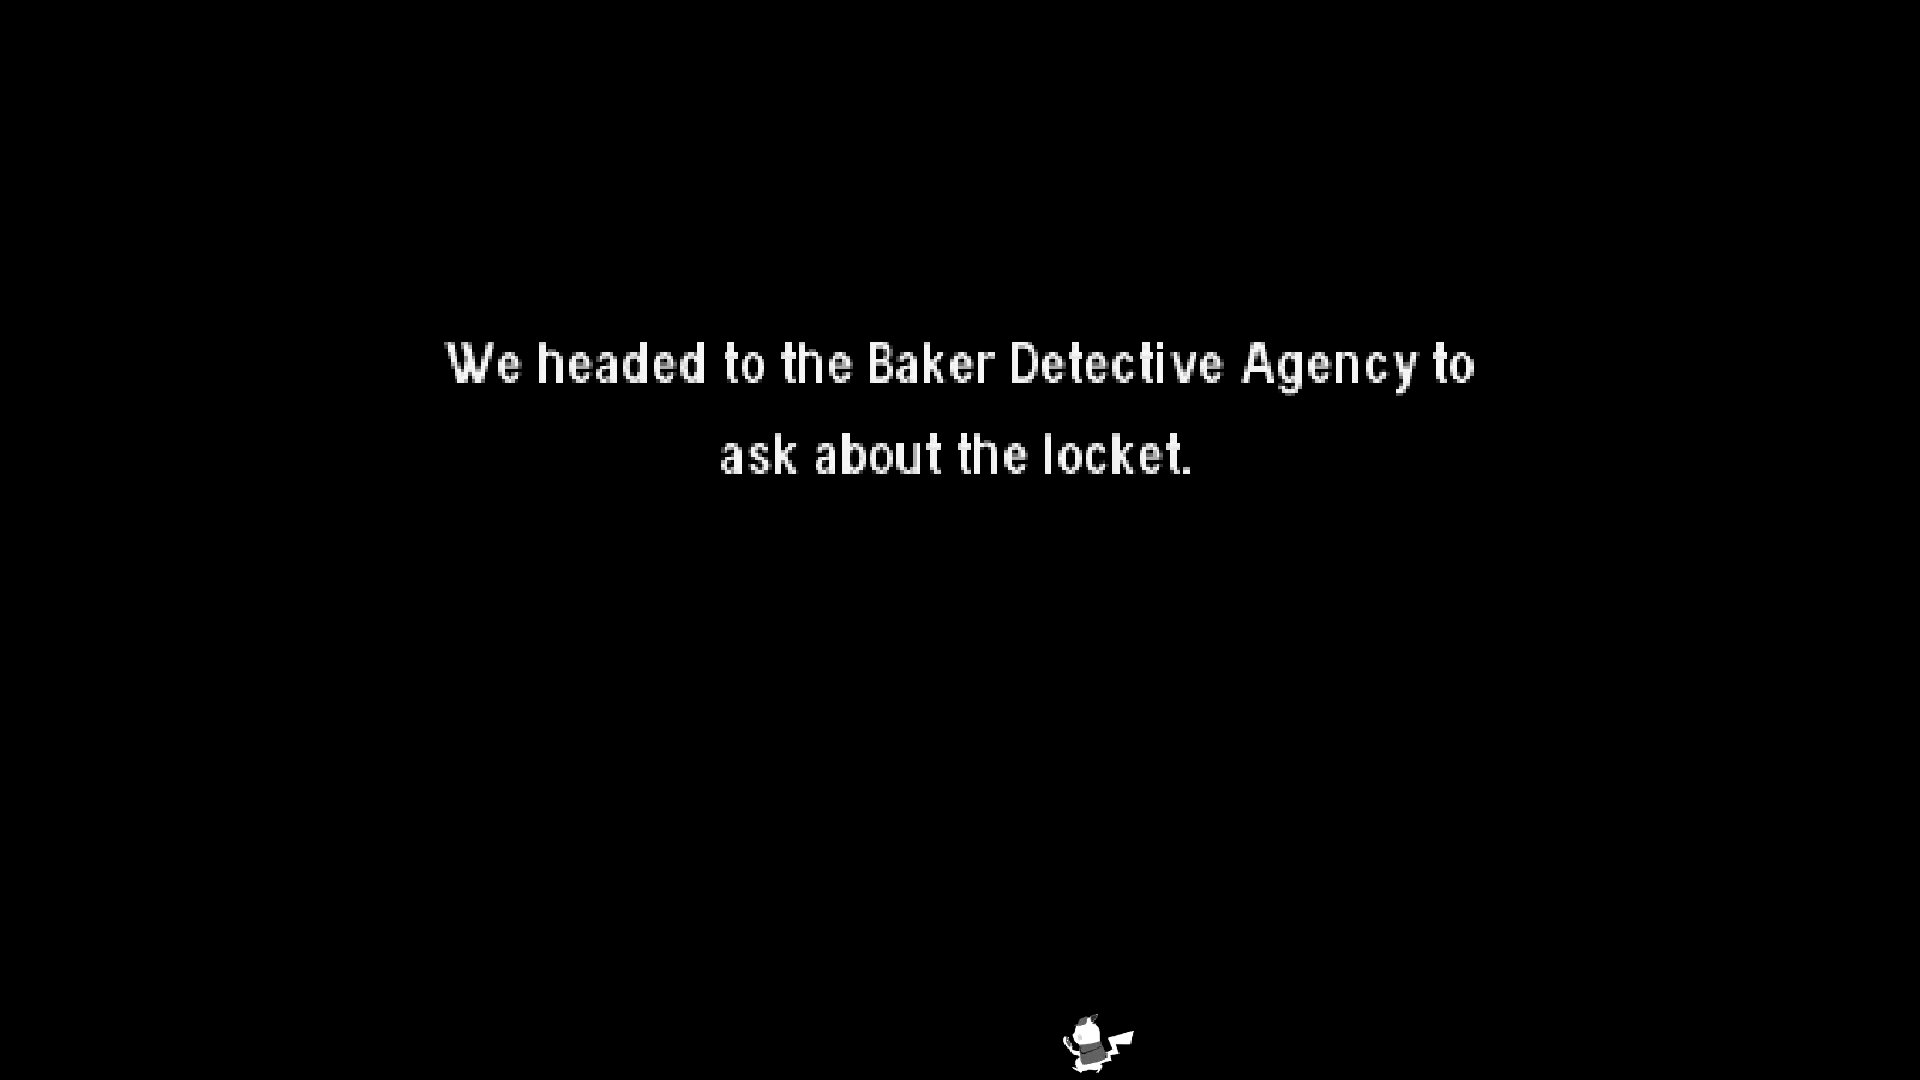 We headed to the Baker Detective Agency to
ask about the locket.